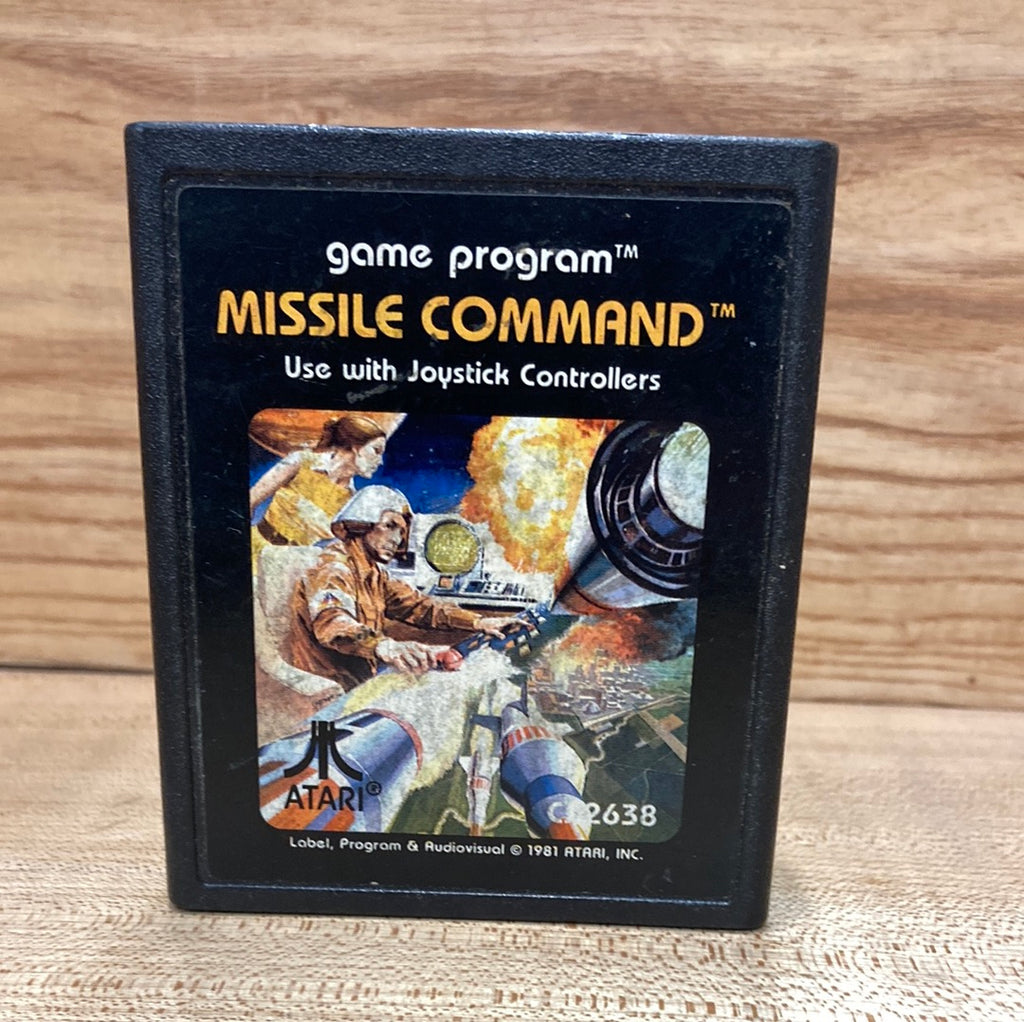 game program™
MISSILE COMMAND™
Use with Joystick Controllers
ATARI®
2638
Label, Program & Audiovisual © 1981 ATARI, INC.